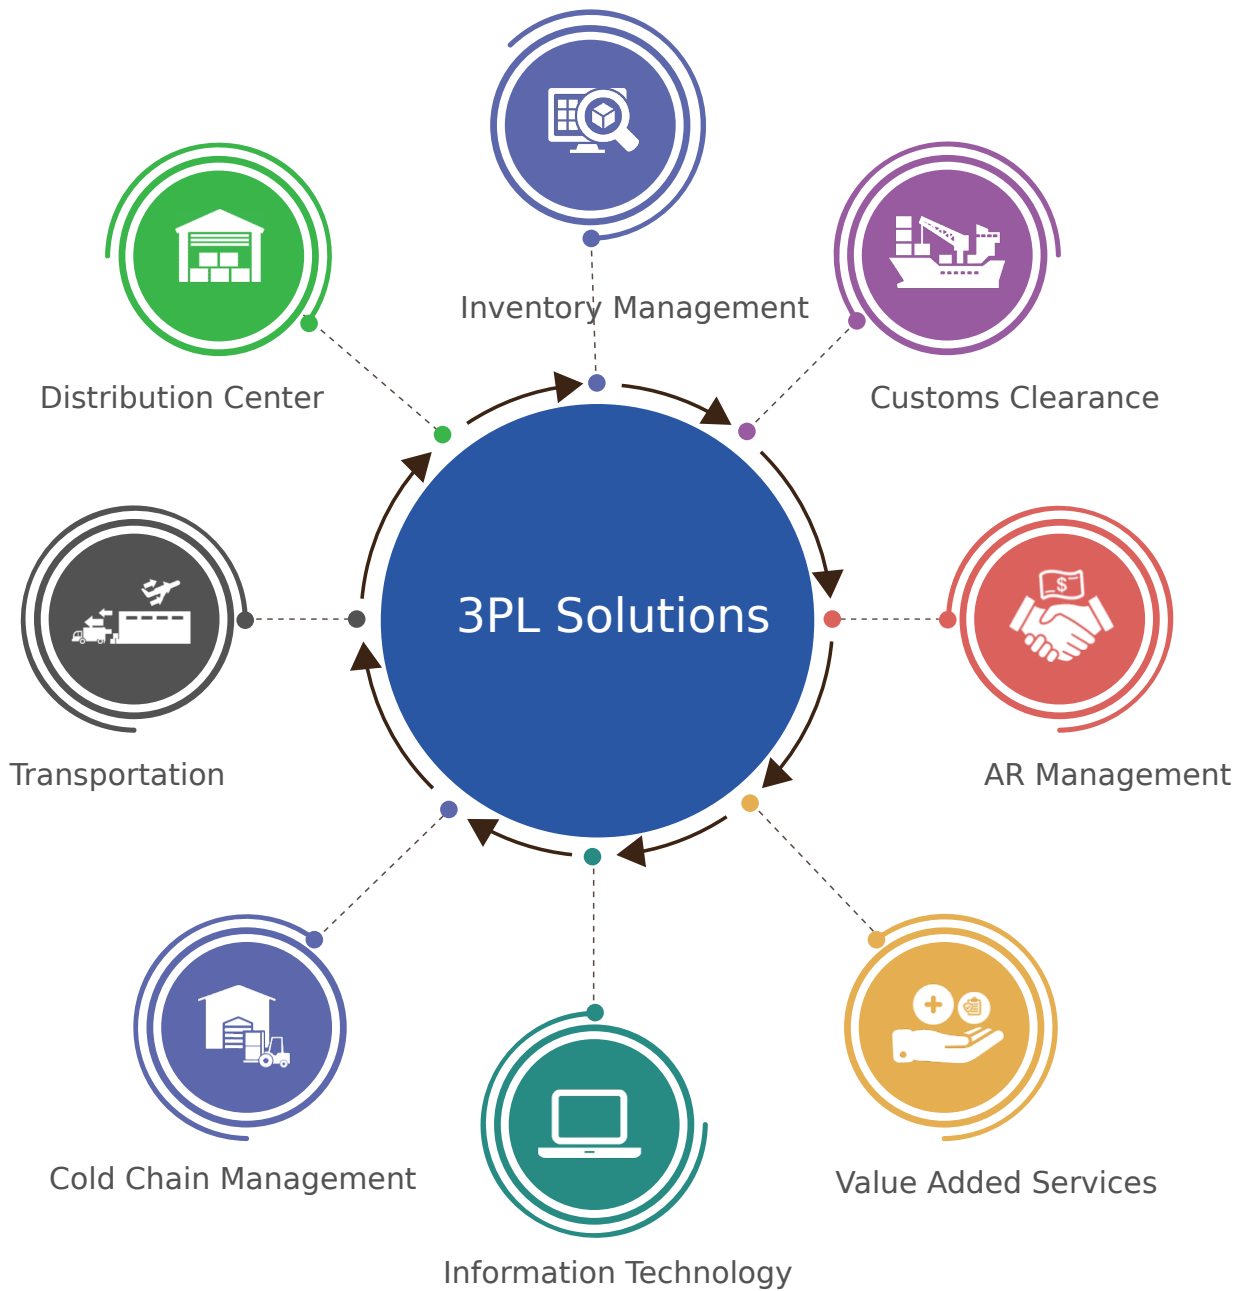 Inventory Management
Distribution Center
Customs Clearance
$
3PL Solutions
Transportation
AR Management
Cold Chain Management
Value Added Services
Information Technology